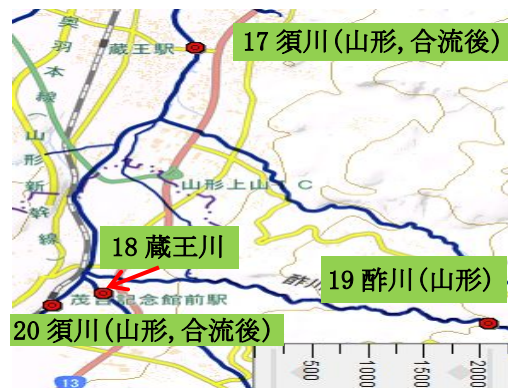 17 須川(山形,合流後)
蔵王駅
奥羽本線(山形新幹線)
山形上山IC
18 蔵王川
19 酢川(山形)
酢川
茂吉記念館前駅
20 須川(山形,合流後)
13
500
1000
1500
2000